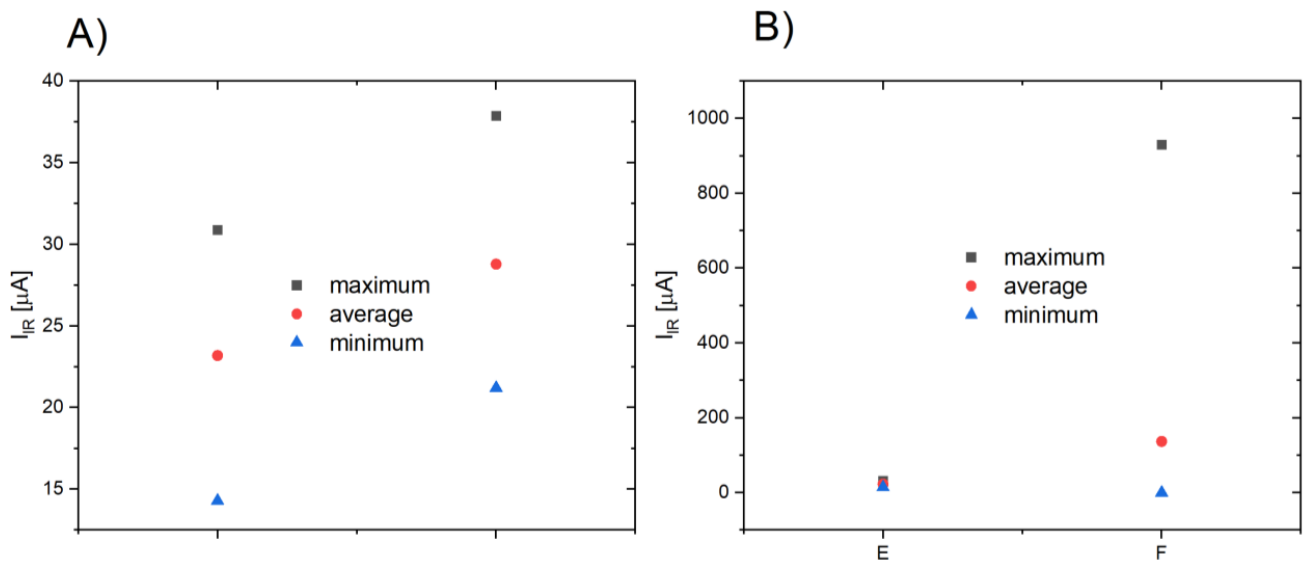 A)
40
35
30
25
20
15
I_IR [μA]
maximum
average
minimum
B)
1000
800
600
400
200
0
I_IR [μA]
maximum
average
minimum
E F